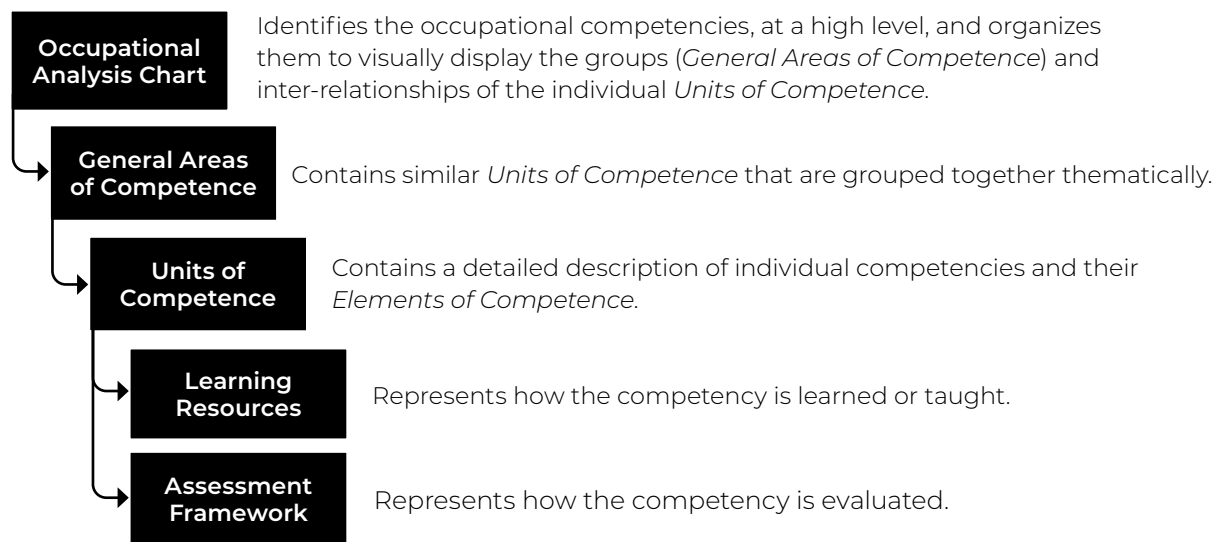 Occupational
Analysis Chart
Identifies the occupational competencies, at a high level, and organizes
them to visually display the groups (General Areas of Competence) and
inter-relationships of the individual Units of Competence.
General Areas
of Competence
Contains similar Units of Competence that are grouped together thematically.
Units of
Competence
Contains a detailed description of individual competencies and their
Elements of Competence.
Learning
Resources
Represents how the competency is learned or taught.
Assessment
Framework
Represents how the competency is evaluated.